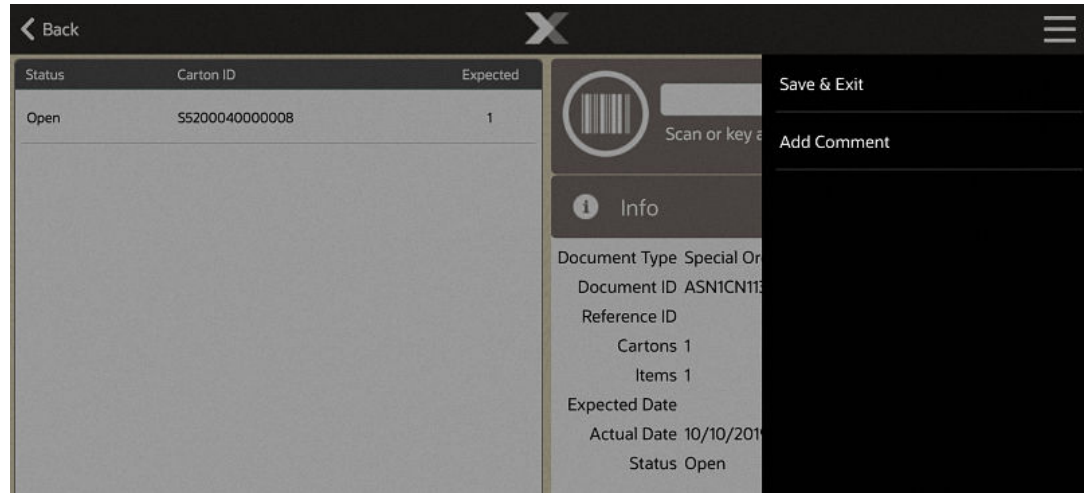 Back
Status Carton ID Expected
Open SS200040000008 1
Scan or key a
Info
Document Type Special Or
Document ID ASN1CN113
Reference ID
Cartons 1
Items 1
Expected Date
Actual Date 10/10/201
Status Open
Save & Exit
Add Comment